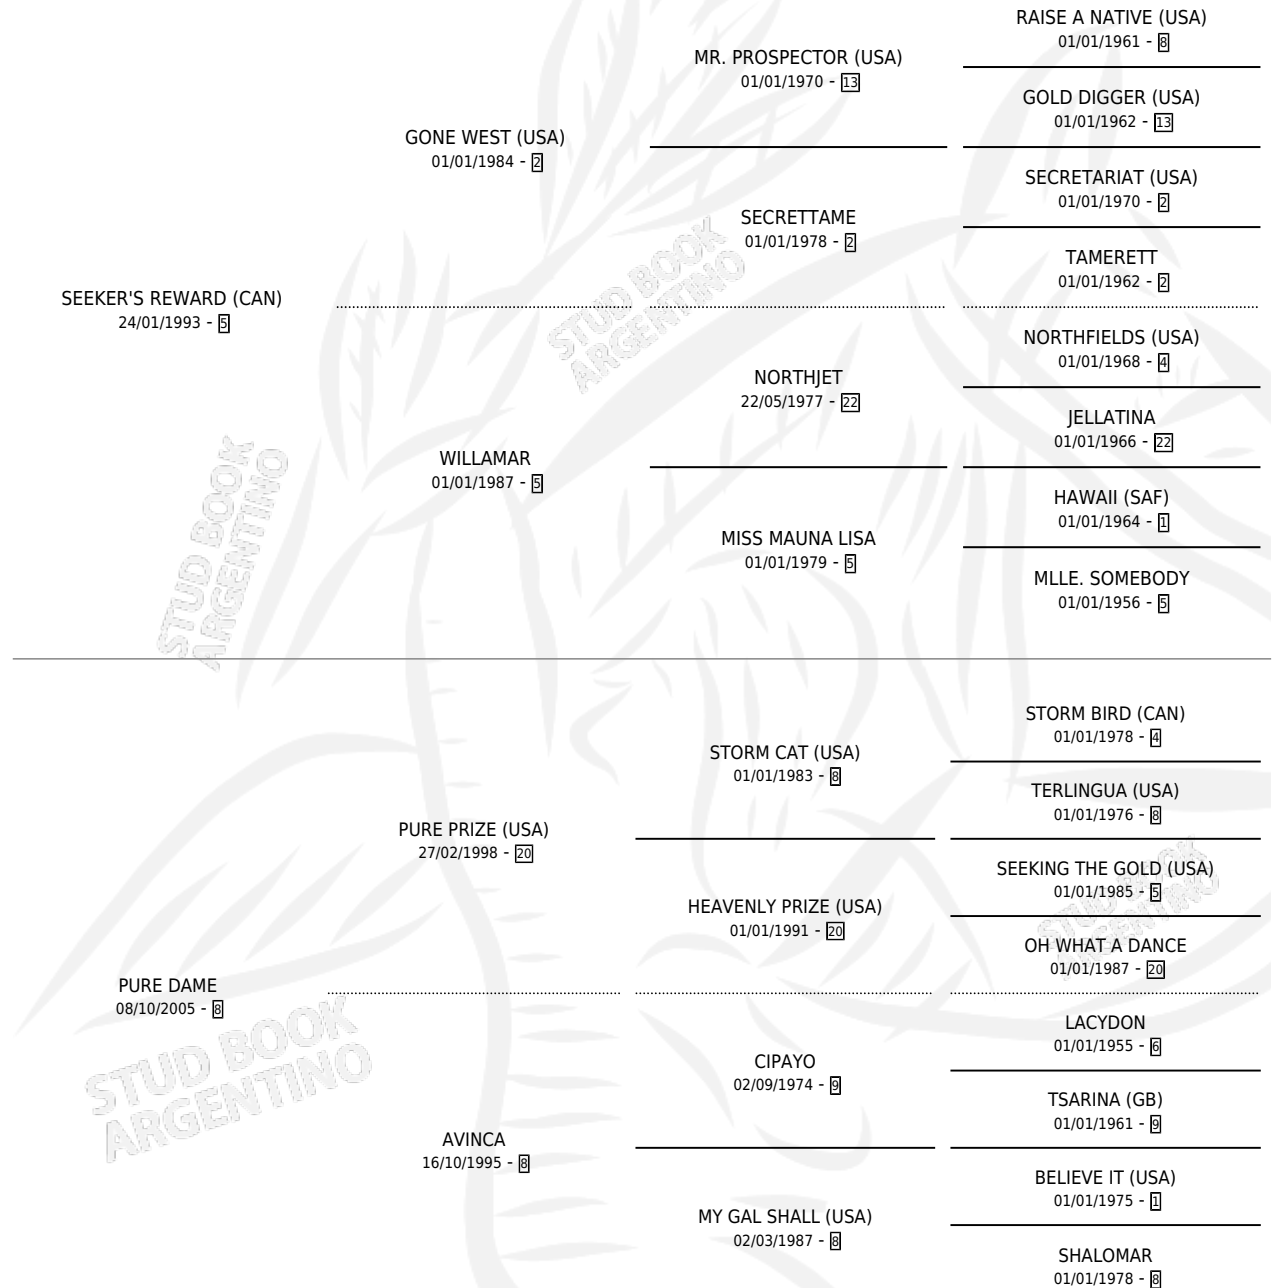 RAISE A NATIVE (USA)
01/01/1961 - 8
MR. PROSPECTOR (USA)
01/01/1970 - 13
GOLD DIGGER (USA)
01/01/1962 - 13
GONE WEST (USA)
01/01/1984 - 2
SECRETARIAT (USA)
01/01/1970 - 2
SECRETTAME
01/01/1978 - 2
TAMERETT
01/01/1962 - 2
SEEKER'S REWARD (CAN)
24/01/1993 - 5
NORTHFIELDS (USA)
01/01/1968 - 4
NORTHJET
22/05/1977 - 22
JELLATINA
01/01/1966 - 22
WILLAMAR
01/01/1987 - 5
HAWAII (SAF)
01/01/1964 - 1
MISS MAUNA LISA
01/01/1979 - 5
MLLE. SOMEBODY
01/01/1956 - 5
STORM BIRD (CAN)
01/01/1978 - 4
STORM CAT (USA)
01/01/1983 - 8
TERLINGUA (USA)
01/01/1976 - 8
PURE PRIZE (USA)
27/02/1998 - 20
SEEKING THE GOLD (USA)
01/01/1985 - 5
HEAVENLY PRIZE (USA)
01/01/1991 - 20
OH WHAT A DANCE
01/01/1987 - 20
PURE DAME
08/10/2005 - 8
LACYDON
01/01/1955 - 6
CIPAYO
02/09/1974 - 9
TSARINA (GB)
01/01/1961 - 9
AVINCA
16/10/1995 - 8
BELIEVE IT (USA)
01/01/1975 - 1
MY GAL SHALL (USA)
02/03/1987 - 8
SHALOMAR
01/01/1978 - 8
STUD BOOK
ARGENTINO
STUD BOOK
ARGENTINO
STUD BOOK
ARGENTINO
STUD BOOK
ARGENTINO